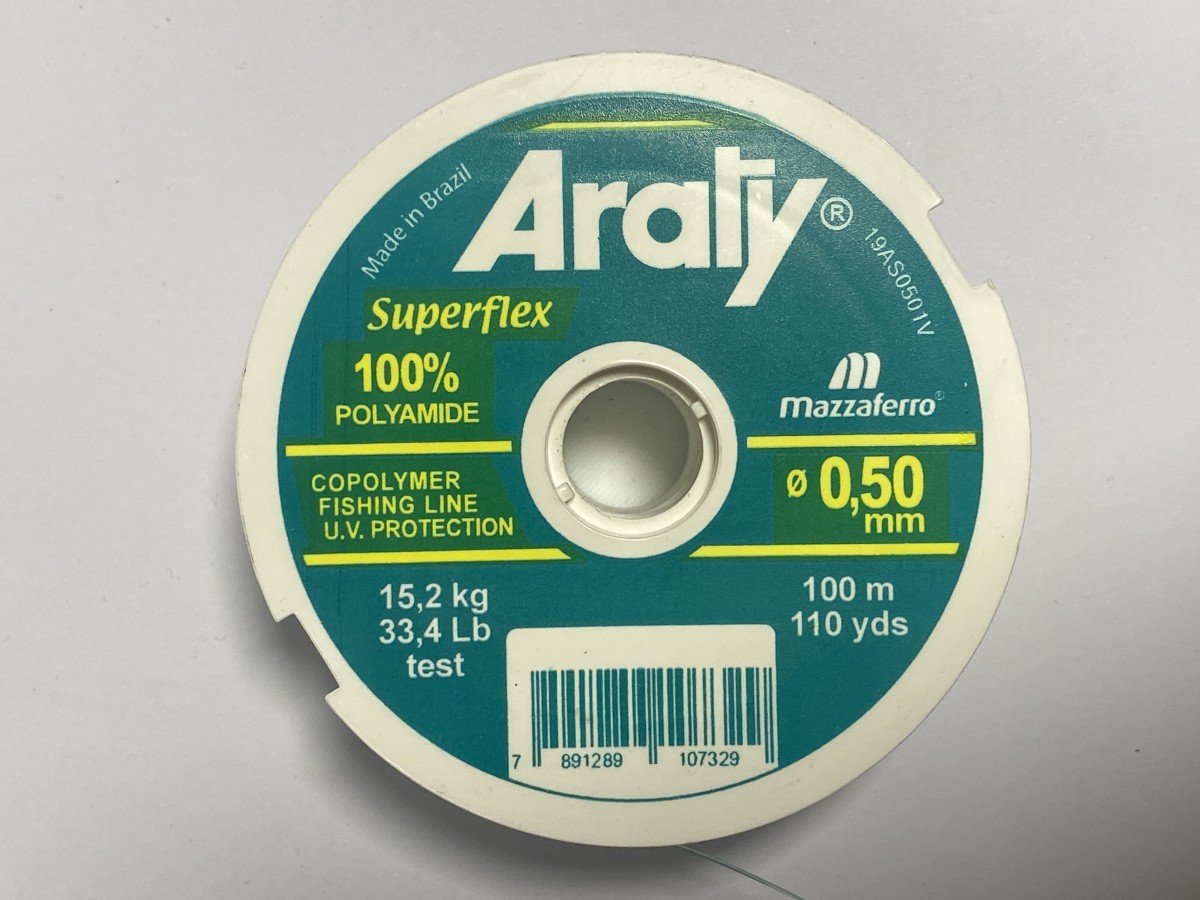 Araty®
Made in Brazil
19AS0501V
Superflex
100%
POLYAMIDE
mazzaferro®
COPOLYMER
FISHING LINE
U.V. PROTECTION
ø 0,50
mm
15,2 kg
33,4 Lb
test
100 m
110 yds
7 891289 107329